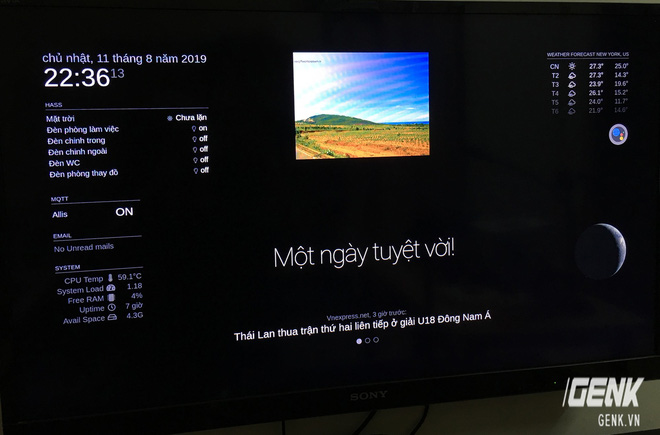 chủ nhật, 11 tháng 8 năm 2019
22:36 13
HASS
Mặt trời Chưa lặn
Đèn phòng làm việc on
Đèn chinh trong off
Đèn chinh ngoài off
Đèn WC off
Đèn phòng thay đồ off
MQTT
Allis ON
EMAIL
No Unread mails
SYSTEM
CPU Temp 59.1°C
System Load 1.18
Free RAM 4%
Uptime 7 giờ
Avail Space 4.3G
WEATHER FORECAST NEW YORK, US
CN 27.3° 25.0°
T2 27.3° 14.3°
T3 23.9° 19.6°
T4 26.1° 15.2°
T5 24.0° 11.7°
T6 21.9° 14.6°
Một ngày tuyệt vời!
Vnexpress.net, 3 giờ trước:
Thái Lan thua trận thứ hai liên tiếp ở giải U18 Đông Nam Á
SONY
GENK
GENK.VN